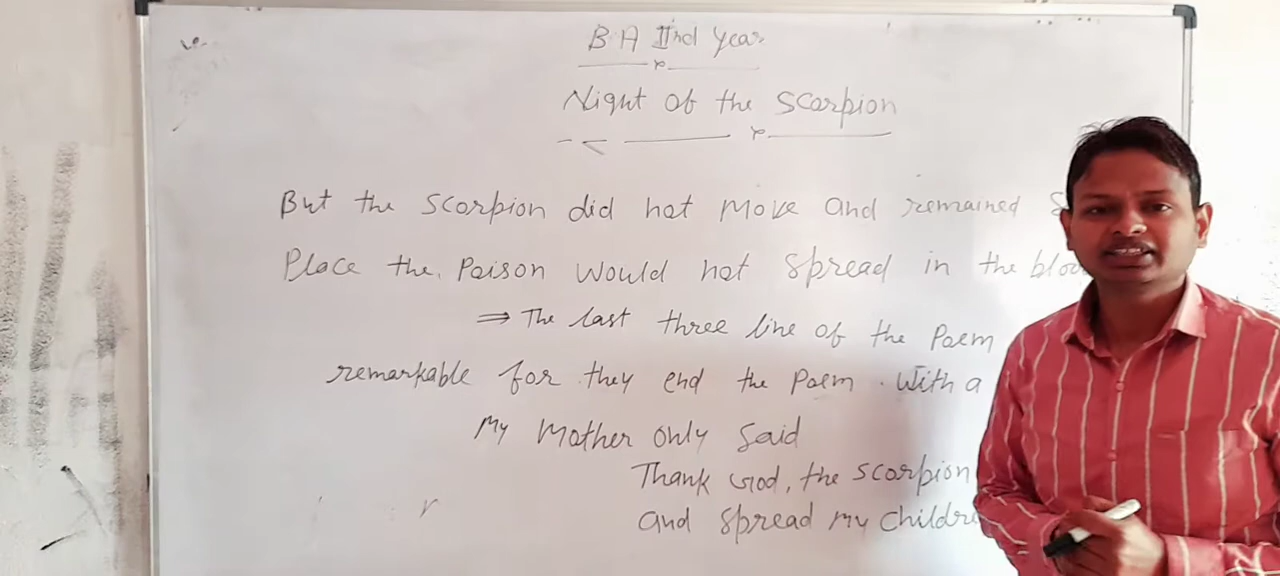 B A IInd Year
Night of the Scorpion
But the Scorpion did not move and remained
Place the Poison would not spread in the
⇒ The last three line of the Poem
remarkable for they end the Poem . With a
My Mother only Said
Thank God, the scorpion
and spread my